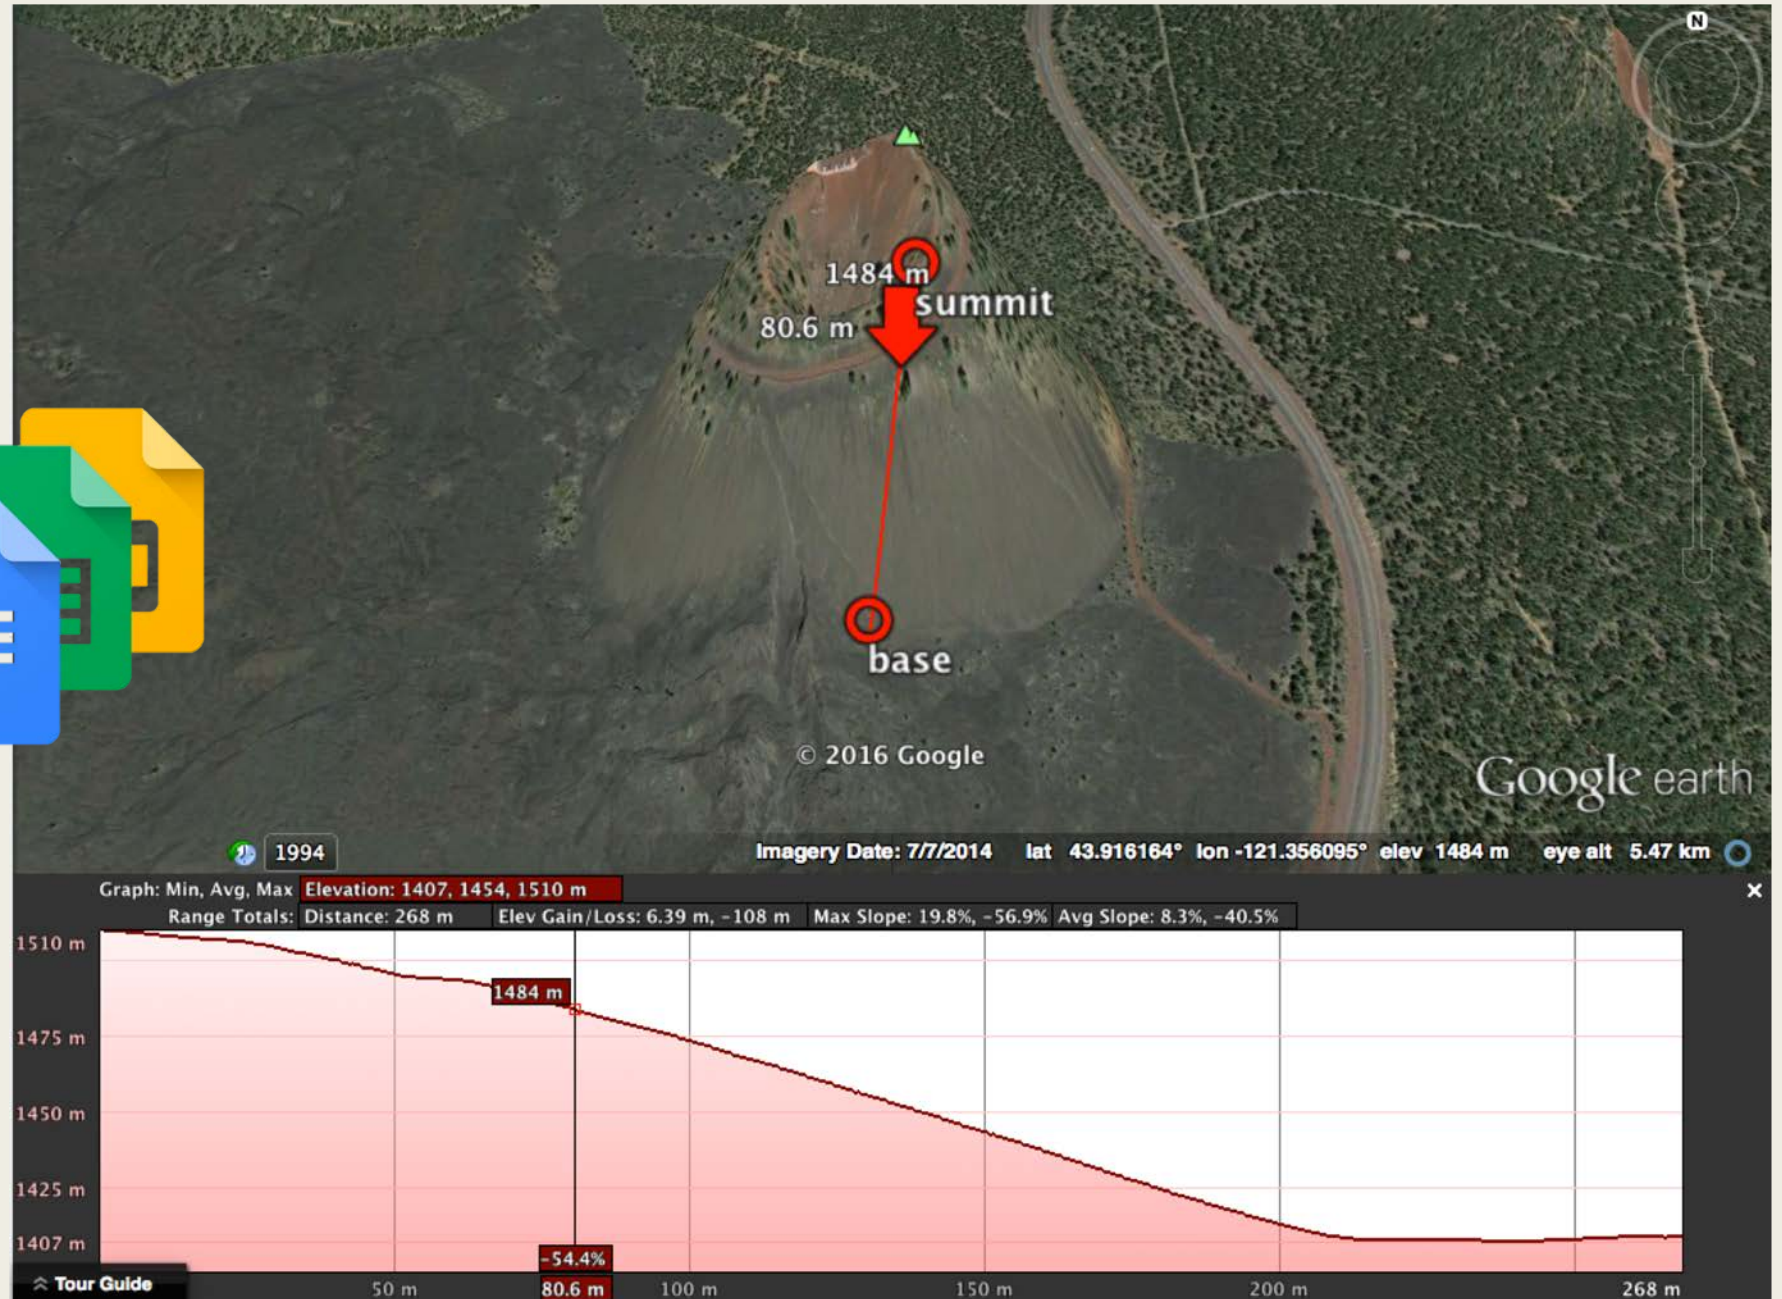 N
1484 m
summit
80.6 m
base
© 2016 Google
Google earth
1994
Imagery Date: 7/7/2014 lat 43.916164° lon -121.356095° elev 1484 m eye alt 5.47 km
Graph: Min, Avg, Max Elevation: 1407, 1454, 1510 m
Range Totals: Distance: 268 m Elev Gain/Loss: 6.39 m, -108 m Max Slope: 19.8%, -56.9% Avg Slope: 8.3%, -40.5%
1510 m
1484 m
1475 m
1450 m
1425 m
1407 m
-54.4%
Tour Guide
50 m 80.6 m 100 m 150 m 200 m 268 m